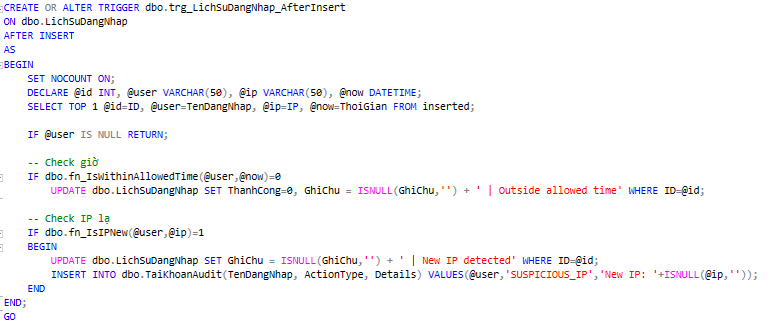 CREATE OR ALTER TRIGGER dbo.trg_LichSuDangNhap_AfterInsert
ON dbo.LichSuDangNhap
AFTER INSERT
AS
BEGIN
    SET NOCOUNT ON;
    DECLARE @id INT, @user VARCHAR(50), @ip VARCHAR(50), @now DATETIME;
    SELECT TOP 1 @id=ID, @user=TenDangNhap, @ip=IP, @now=ThoiGian FROM inserted;

    IF @user IS NULL RETURN;

    -- Check giờ
    IF dbo.fn_IsWithinAllowedTime(@user,@now)=0
        UPDATE dbo.LichSuDangNhap SET ThanhCong=0, GhiChu = ISNULL(GhiChu,'') + ' | Outside allowed time' WHERE ID=@id;

    -- Check IP lạ
    IF dbo.fn_IsIPNew(@user,@ip)=1
    BEGIN
        UPDATE dbo.LichSuDangNhap SET GhiChu = ISNULL(GhiChu,'') + ' | New IP detected' WHERE ID=@id;
        INSERT INTO dbo.TaiKhoanAudit(TenDangNhap, ActionType, Details) VALUES(@user,'SUSPICIOUS_IP','New IP: '+ISNULL(@ip,''));
    END
END;
GO